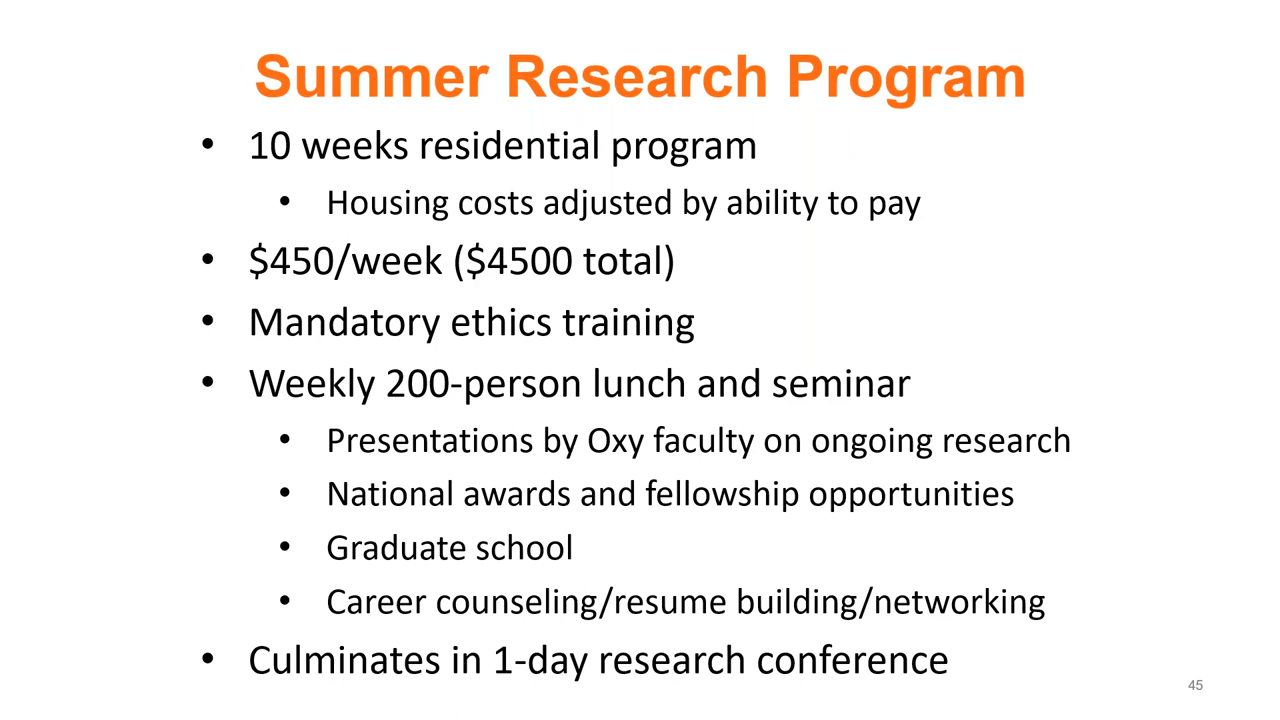 Summer Research Program
• 10 weeks residential program
• Housing costs adjusted by ability to pay
• $450/week ($4500 total)
• Mandatory ethics training
• Weekly 200-person lunch and seminar
• Presentations by Oxy faculty on ongoing research
• National awards and fellowship opportunities
• Graduate school
• Career counseling/resume building/networking
• Culminates in 1-day research conference
45